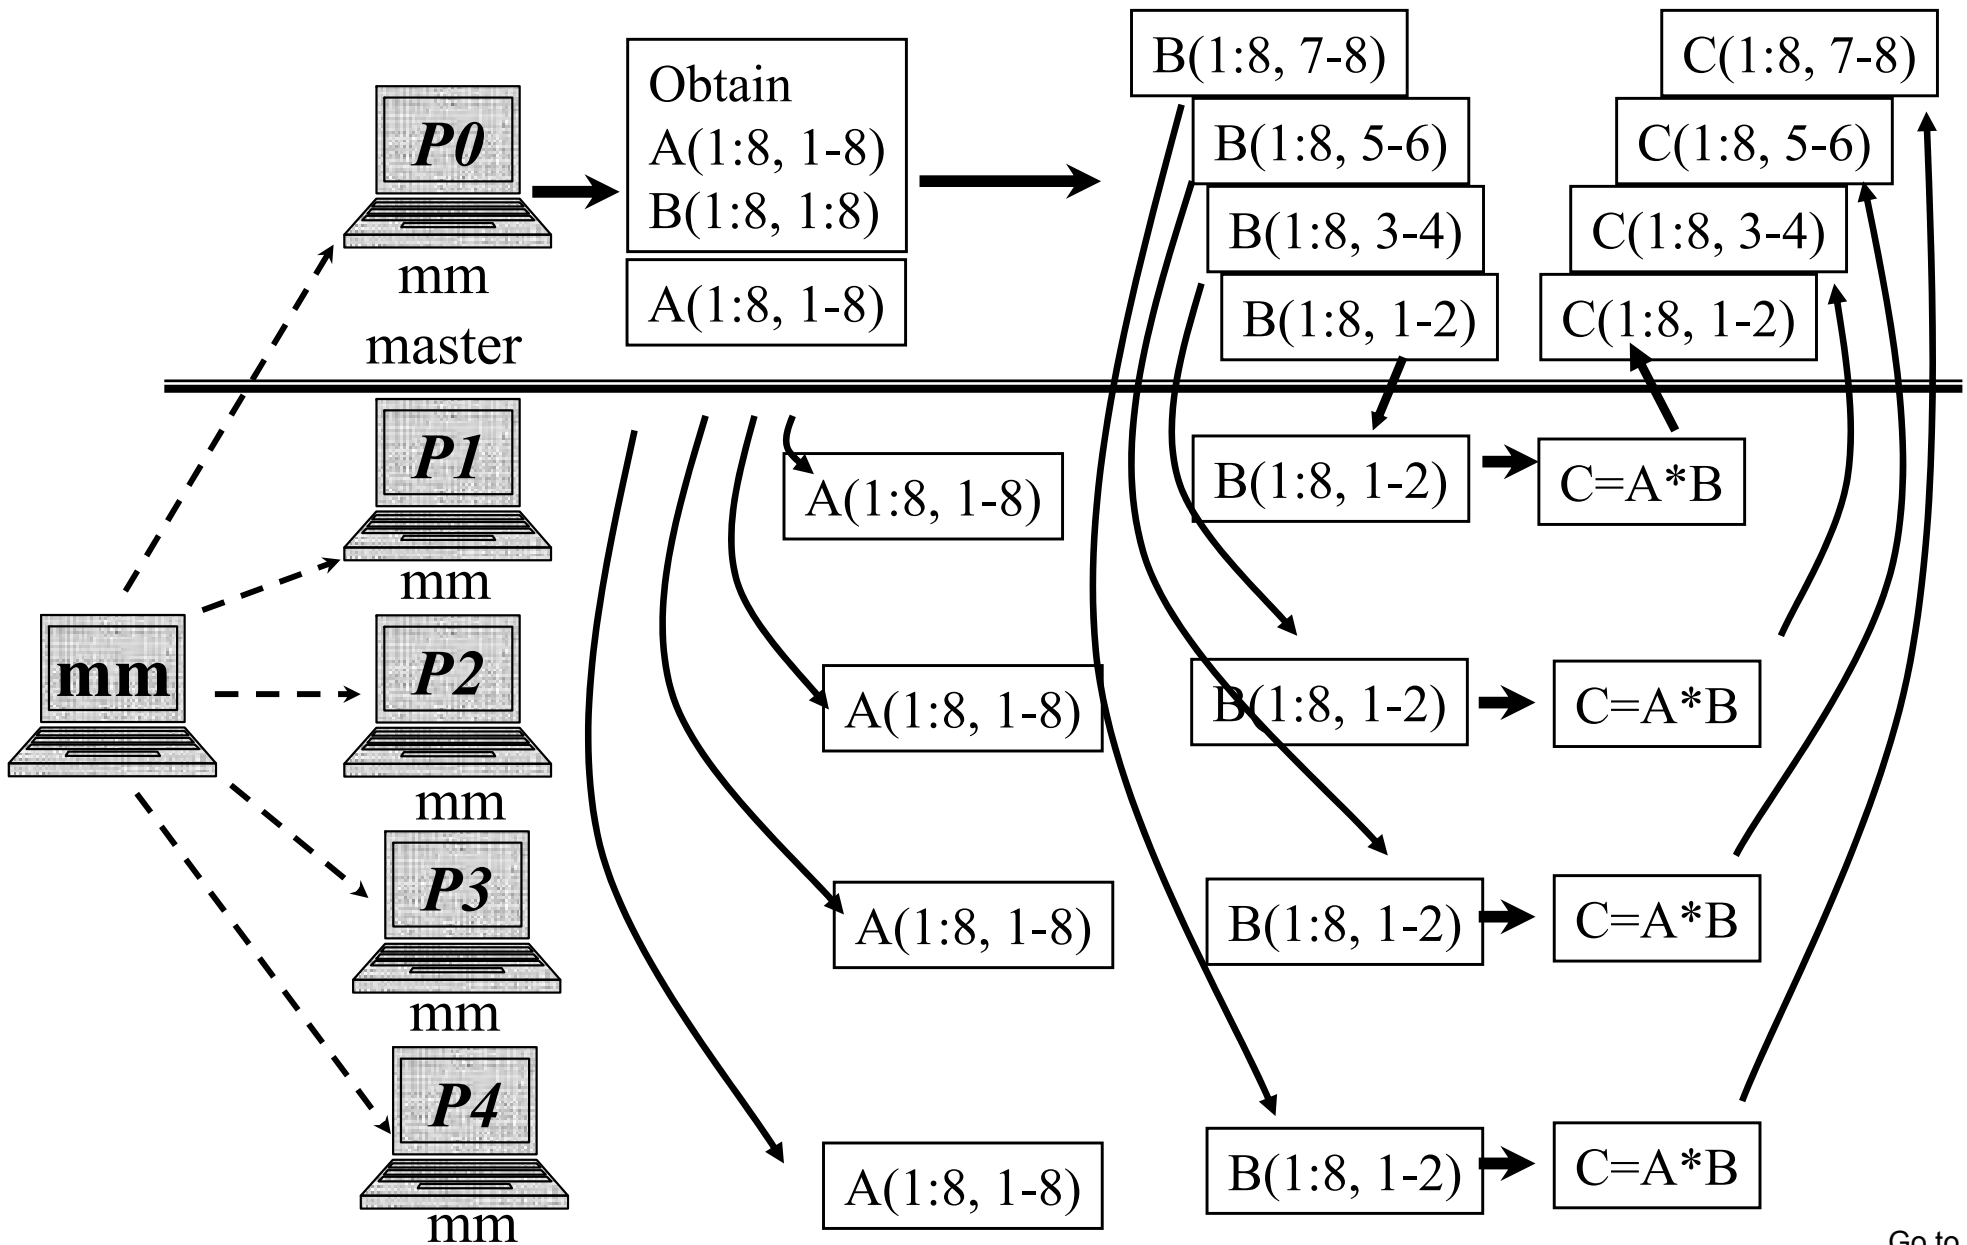 P0
mm
master
Obtain
A(1:8, 1-8)
B(1:8, 1:8)
A(1:8, 1-8)
B(1:8, 7-8)
B(1:8, 5-6)
B(1:8, 3-4)
B(1:8, 1-2)
C(1:8, 7-8)
C(1:8, 5-6)
C(1:8, 3-4)
C(1:8, 1-2)
P1
mm
A(1:8, 1-8)
B(1:8, 1-2)
C=A*B
mm
P2
mm
A(1:8, 1-8)
B(1:8, 1-2)
C=A*B
P3
mm
A(1:8, 1-8)
B(1:8, 1-2)
C=A*B
P4
mm
A(1:8, 1-8)
B(1:8, 1-2)
C=A*B
Go to